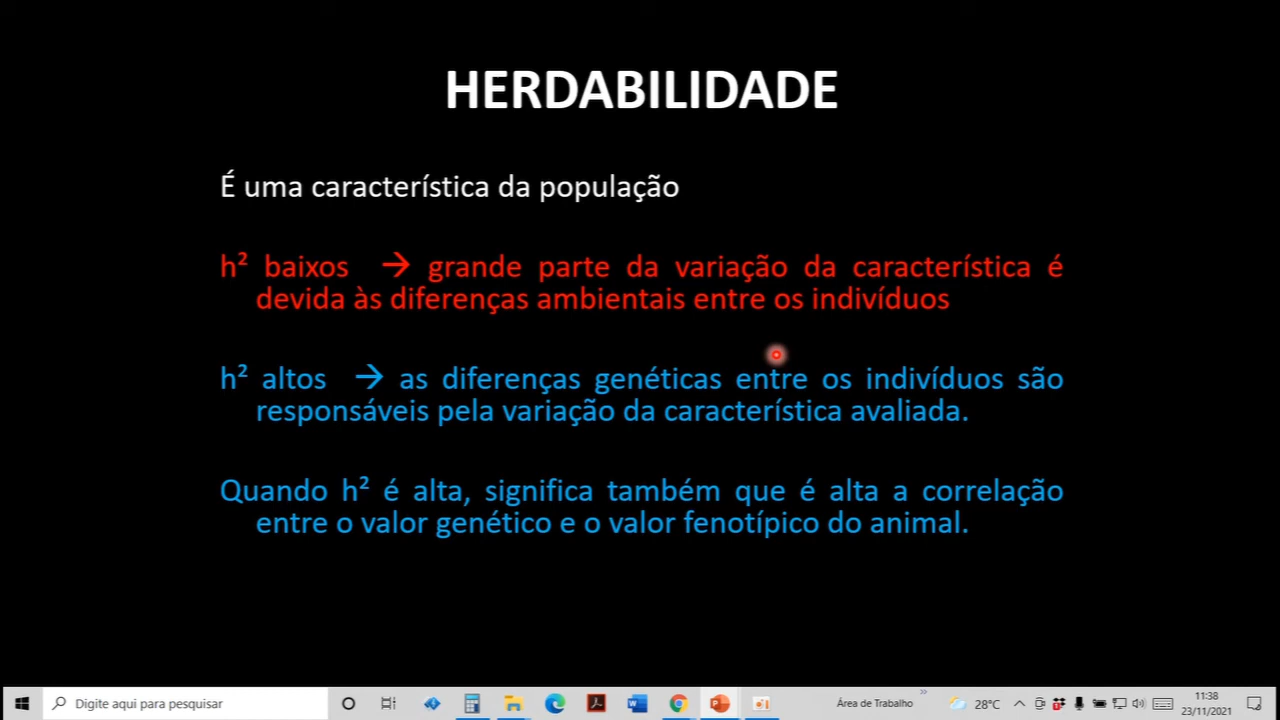 HERDABILIDADE
É uma característica da população
h² baixos → grande parte da variação da característica é
devida às diferenças ambientais entre os indivíduos
h² altos → as diferenças genéticas entre os indivíduos são
responsáveis pela variação da característica avaliada.
Quando h² é alta, significa também que é alta a correlação
entre o valor genético e o valor fenotípico do animal.
Digite aqui para pesquisar
Área de Trabalho
»
28°C
11:38
23/11/2021